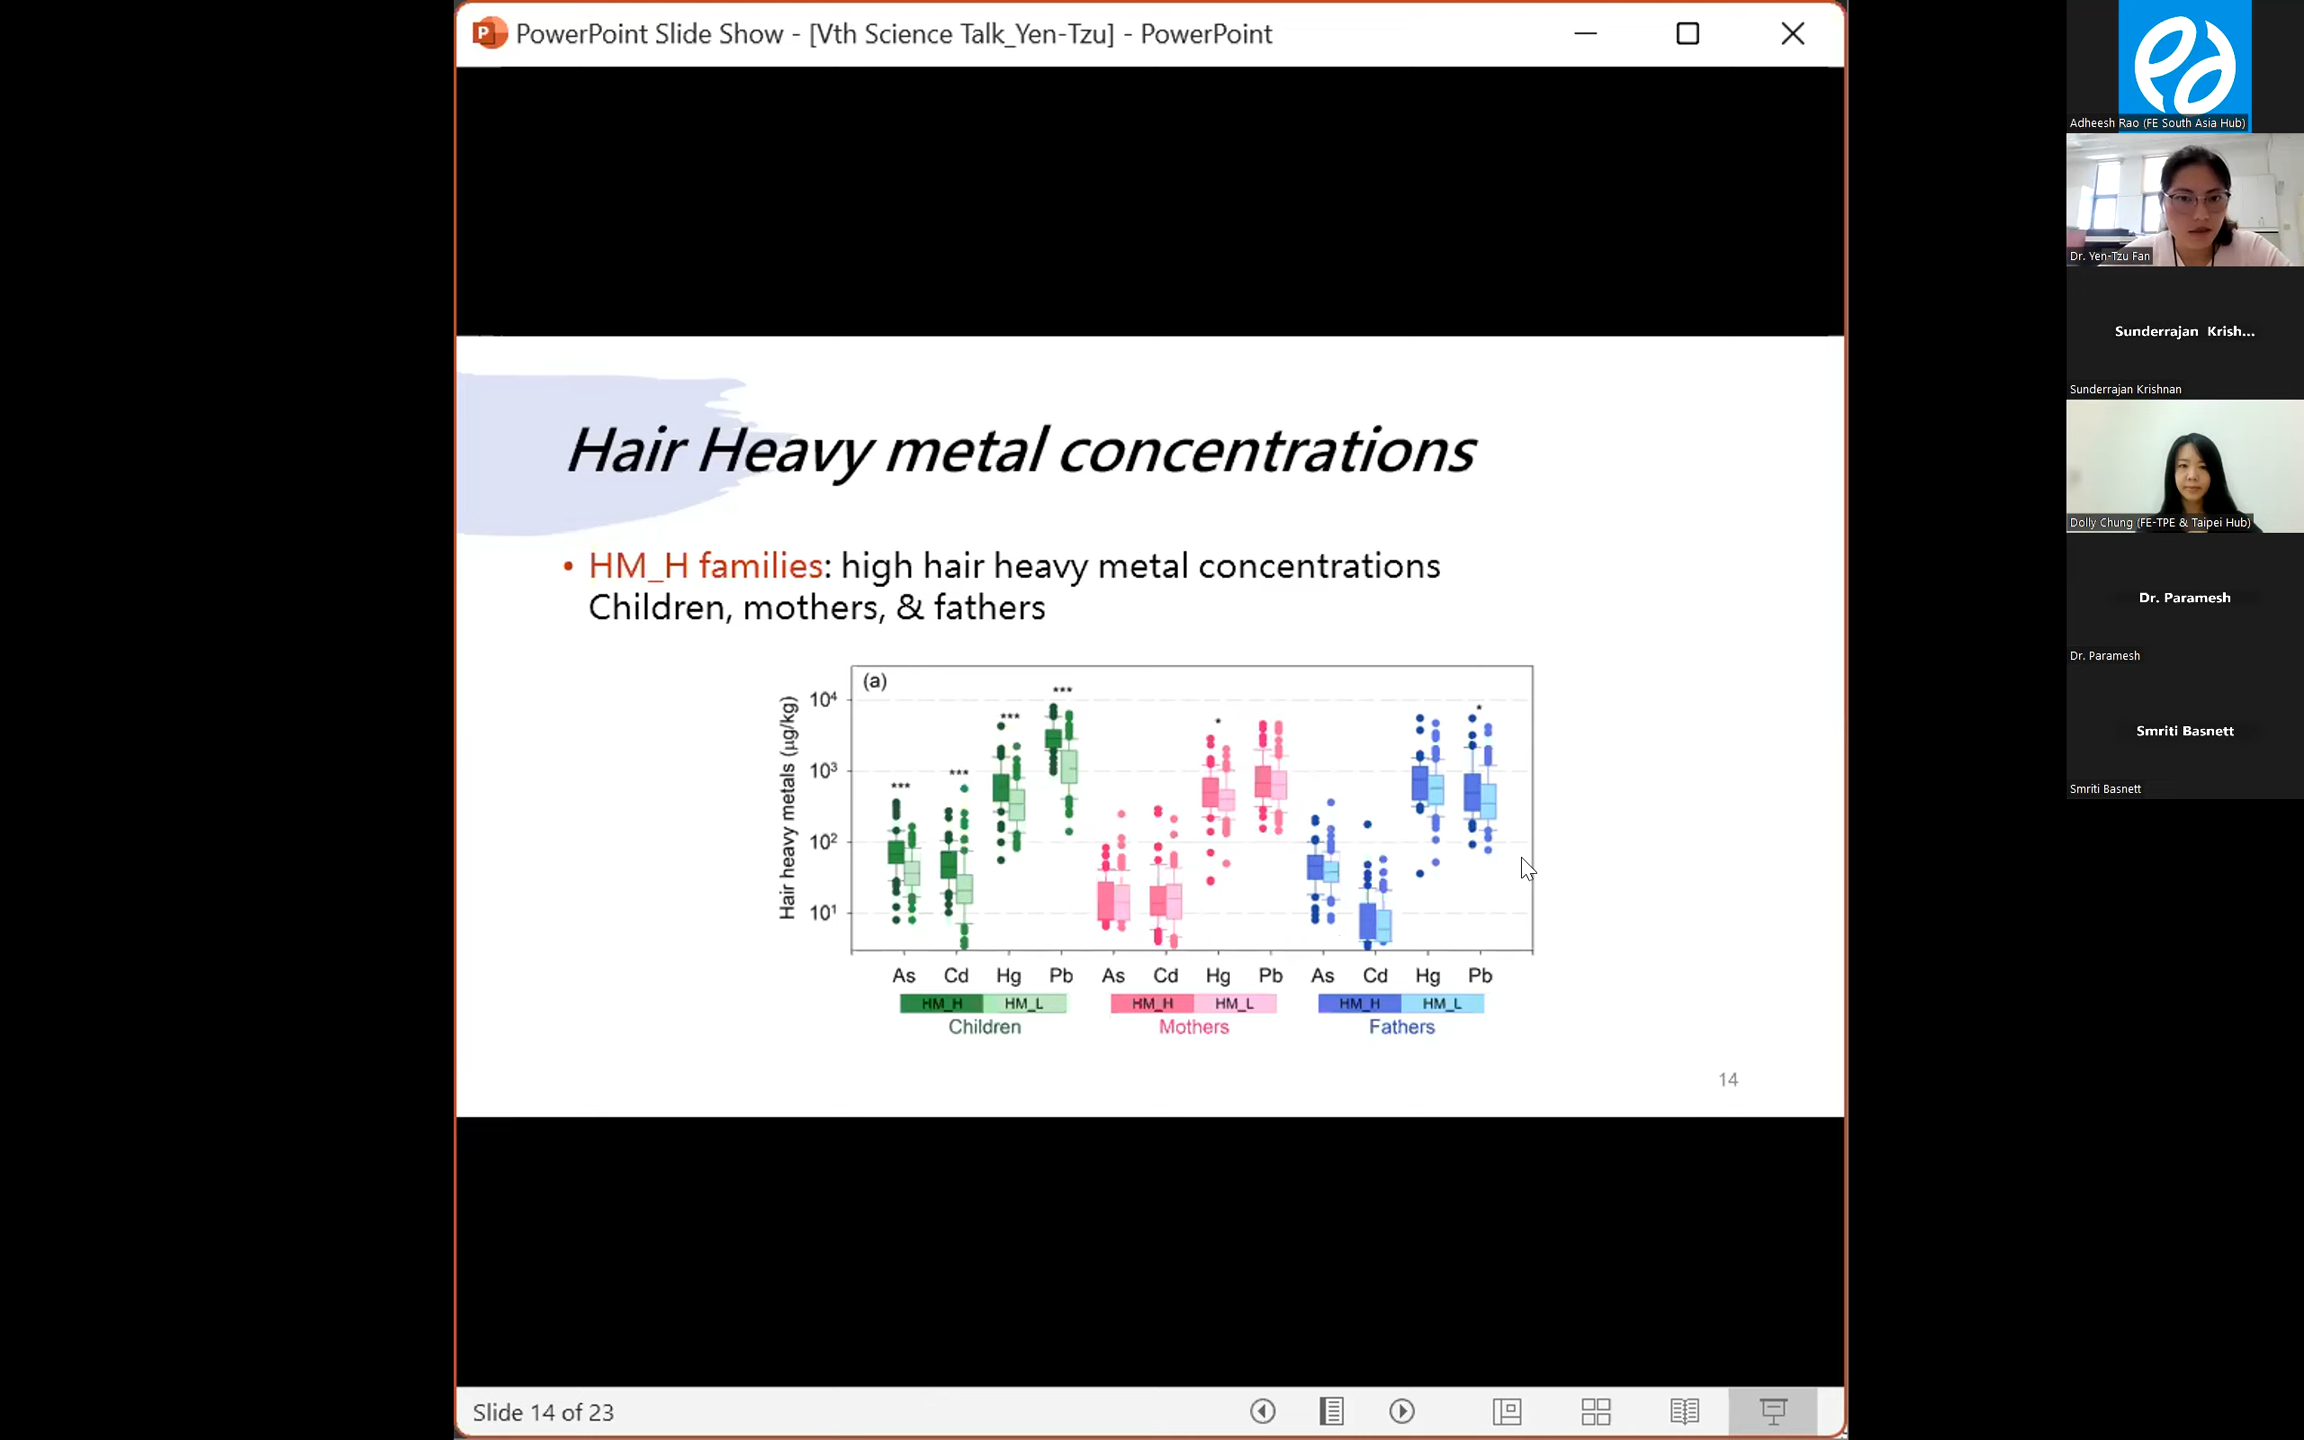 PowerPoint Slide Show - [Vth Science Talk_Yen-Tzu] - PowerPoint
Hair Heavy metal concentrations
• HM_H families: high hair heavy metal concentrations
Children, mothers, & fathers
(a)
Hair heavy metals (µg/kg)
10⁴
10³
10²
10¹
*** *** *** *** * *
As Cd Hg Pb As Cd Hg Pb As Cd Hg Pb
HM_H HM_L HM_H HM_L HM_H HM_L
Children Mothers Fathers
14
Slide 14 of 23
Adheesh Rao (FE South Asia Hub)
Dr. Yen-Tzu Fan
Sunderrajan Krish...
Sunderrajan Krishnan
Dolly Chung (FE-TPE & Taipei Hub)
Dr. Paramesh
Dr. Paramesh
Smriti Basnett
Smriti Basnett